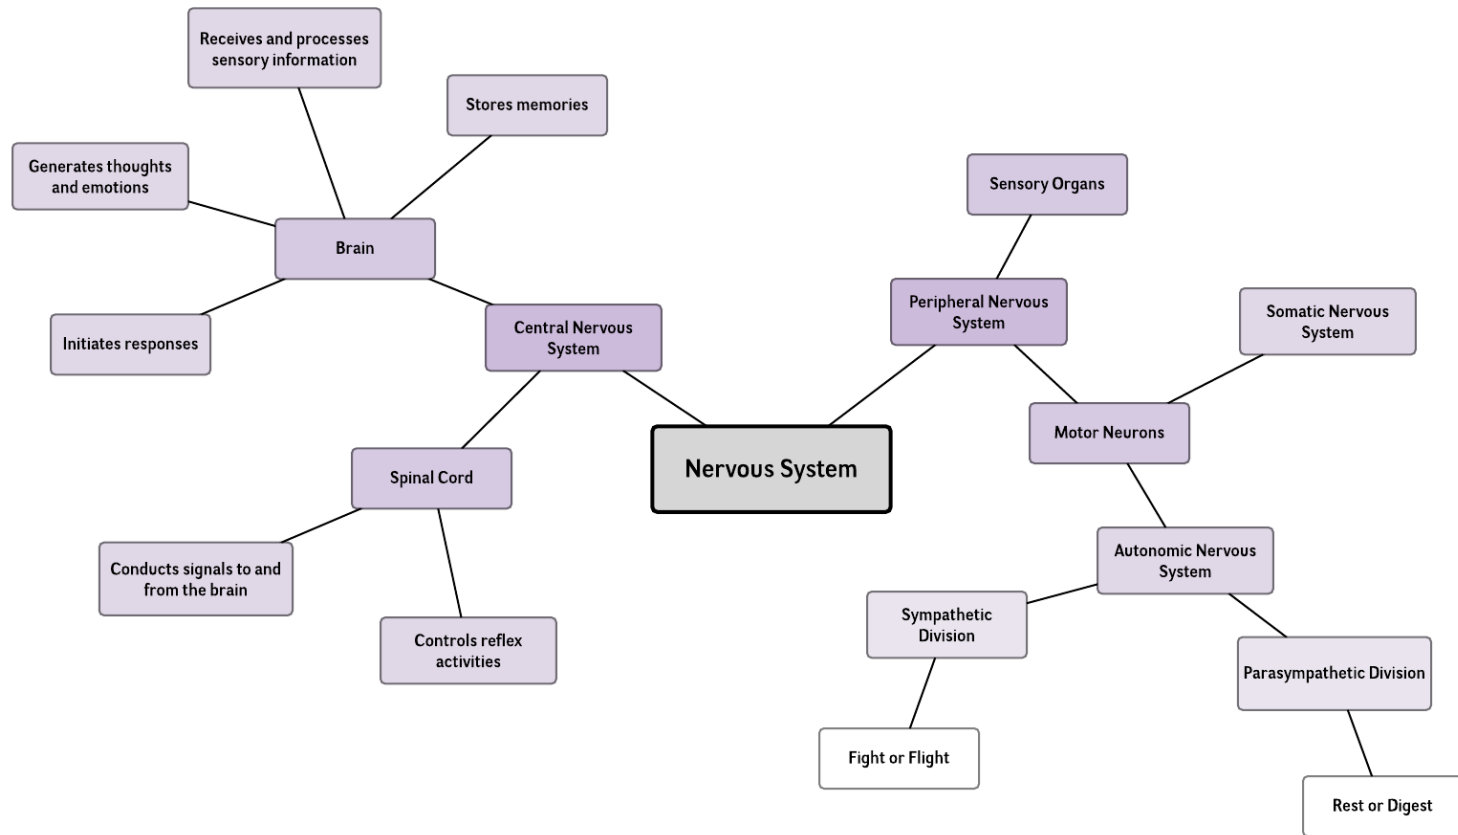 Receives and processes
sensory information
Stores memories
Generates thoughts
and emotions
Brain
Initiates responses
Central Nervous
System
Spinal Cord
Conducts signals to and
from the brain
Controls reflex
activities
Nervous System
Sensory Organs
Peripheral Nervous
System
Somatic Nervous
System
Motor Neurons
Autonomic Nervous
System
Sympathetic
Division
Parasympathetic Division
Fight or Flight
Rest or Digest